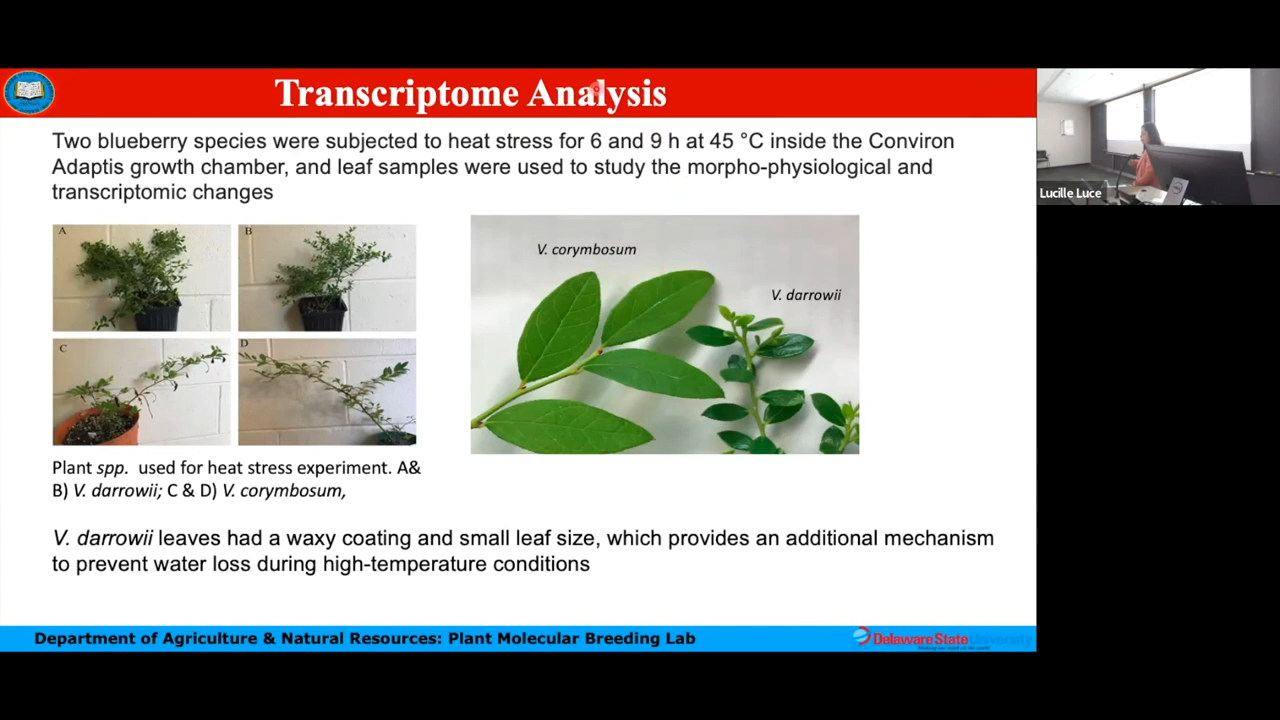 Transcriptome Analysis
Two blueberry species were subjected to heat stress for 6 and 9 h at 45 °C inside the Conviron
Adaptis growth chamber, and leaf samples were used to study the morpho-physiological and
transcriptomic changes
A
B
C
D
V. corymbosum
V. darrowii
Plant spp. used for heat stress experiment. A&
B) V. darrowii; C & D) V. corymbosum,
V. darrowii leaves had a waxy coating and small leaf size, which provides an additional mechanism
to prevent water loss during high-temperature conditions
Department of Agriculture & Natural Resources: Plant Molecular Breeding Lab
DelawareStateUniversity
Lucille Luce